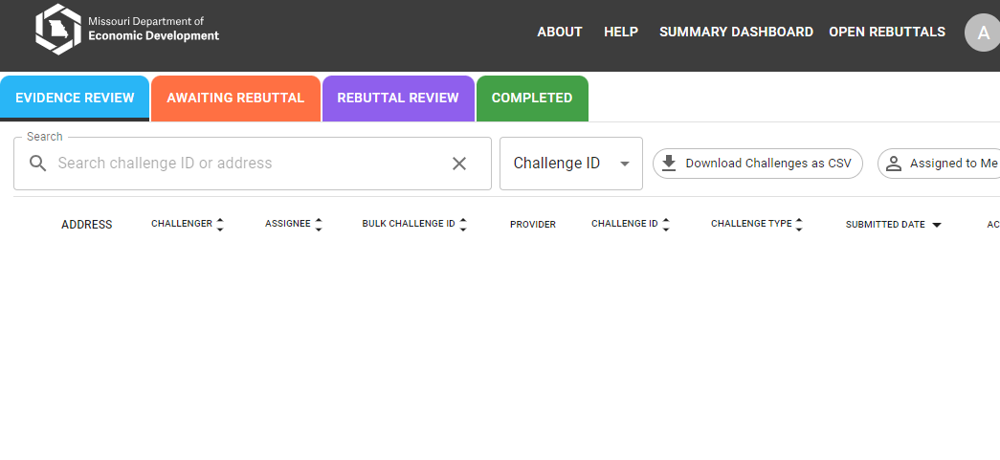 Missouri Department of
Economic Development
ABOUT HELP SUMMARY DASHBOARD OPEN REBUTTALS A
EVIDENCE REVIEW AWAITING REBUTTAL REBUTTAL REVIEW COMPLETED
Search
Search challenge ID or address Challenge ID Download Challenges as CSV Assigned to Me
ADDRESS CHALLENGER ASSIGNEE BULK CHALLENGE ID PROVIDER CHALLENGE ID CHALLENGE TYPE SUBMITTED DATE AC